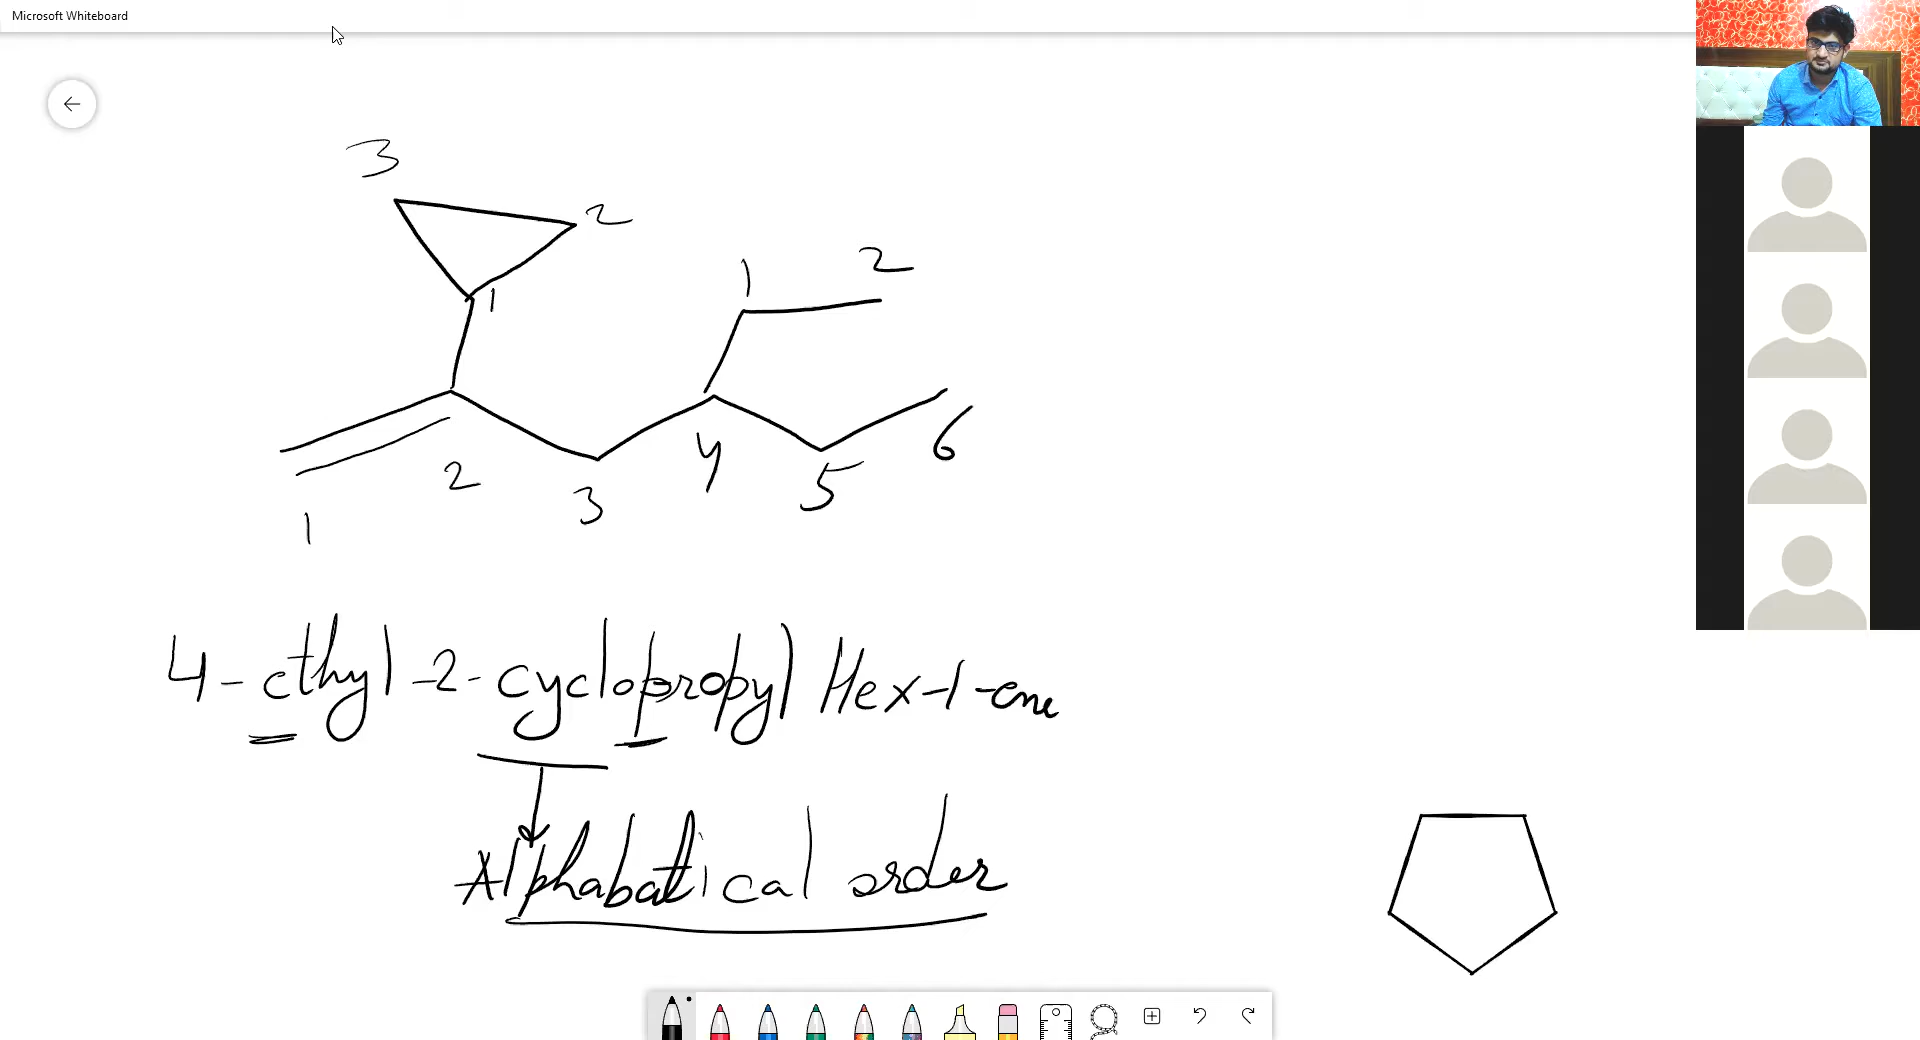 Microsoft Whiteboard
3
2
1
1 2
1 2 3 4 5 6
4-ethyl-2-cyclopropyl Hex-1-ene
Alphabatical order